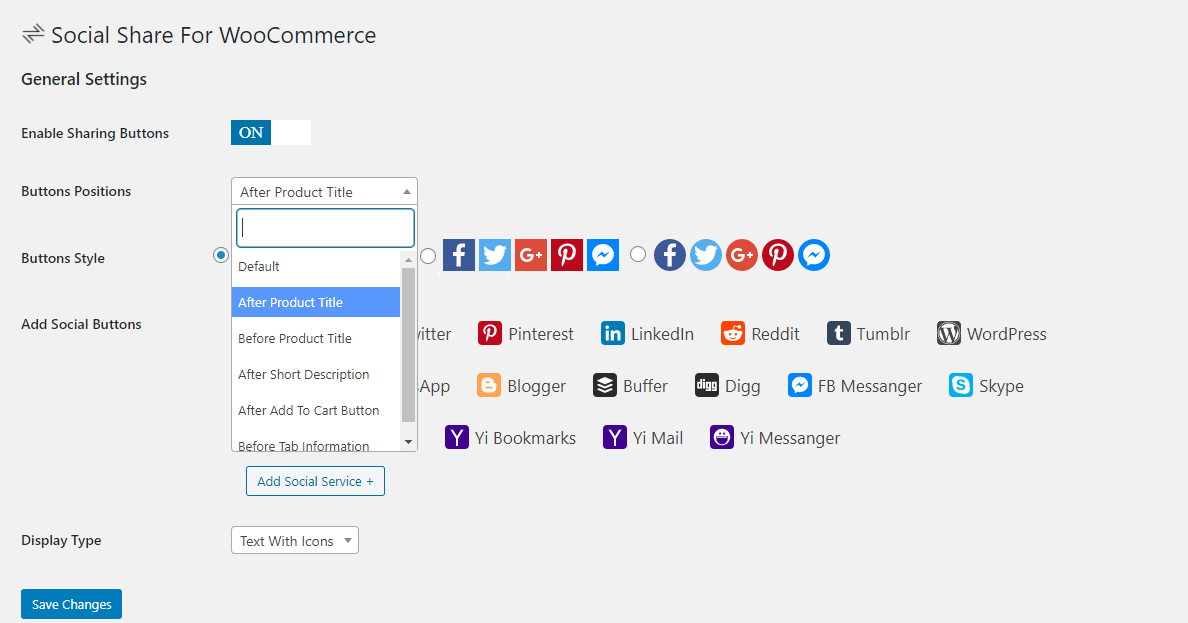 Social Share For WooCommerce
General Settings
Enable Sharing Buttons ON
Buttons Positions After Product Title
Buttons Style
Default
After Product Title
Before Product Title
After Short Description
After Add To Cart Button
Before Tab Information
Add Social Buttons
Pinterest LinkedIn Reddit Tumblr WordPress
Blogger Buffer Digg FB Messanger Skype
Yi Bookmarks Yi Mail Yi Messanger
Add Social Service +
Display Type Text With Icons
Save Changes